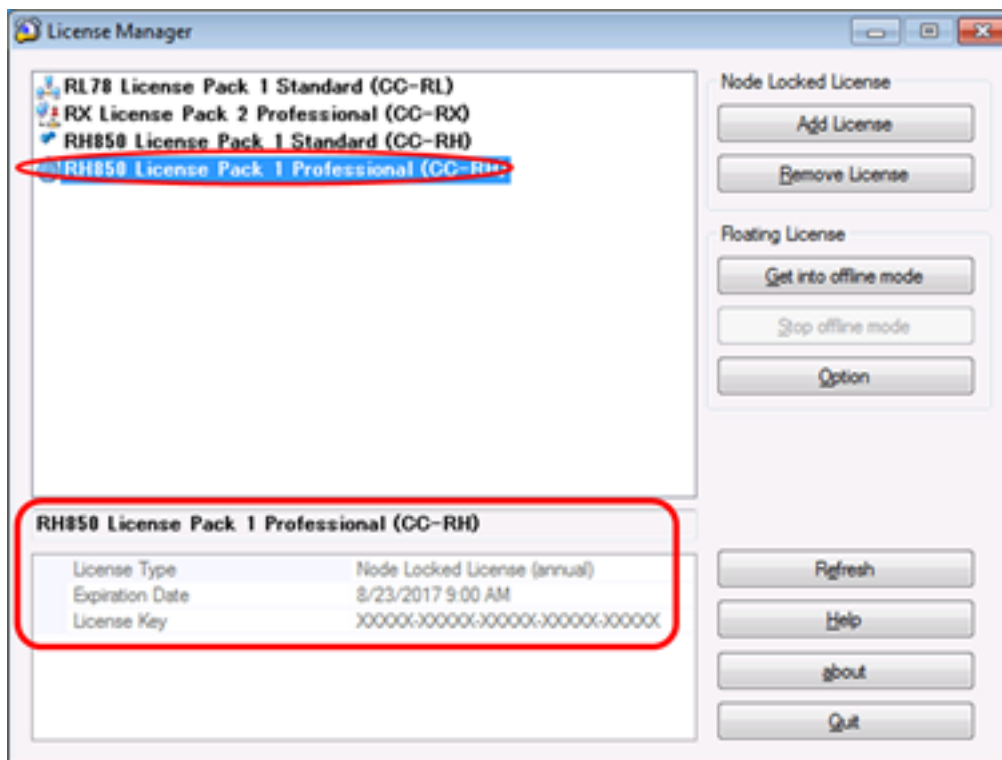 License Manager
RL78 License Pack 1 Standard (CC-RL)
RX License Pack 2 Professional (CC-RX)
RH850 License Pack 1 Standard (CC-RH)
RH850 License Pack 1 Professional (CC-RH)
Node Locked License
Add License
Remove License
Floating License
Get into offline mode
Stop offline mode
Option
RH850 License Pack 1 Professional (CC-RH)
License Type Node Locked License (annual)
Expiration Date 8/23/2017 9:00 AM
License Key XXXXX-XXXXX-XXXXX-XXXXX-XXXXX
Refresh
Help
about
Quit